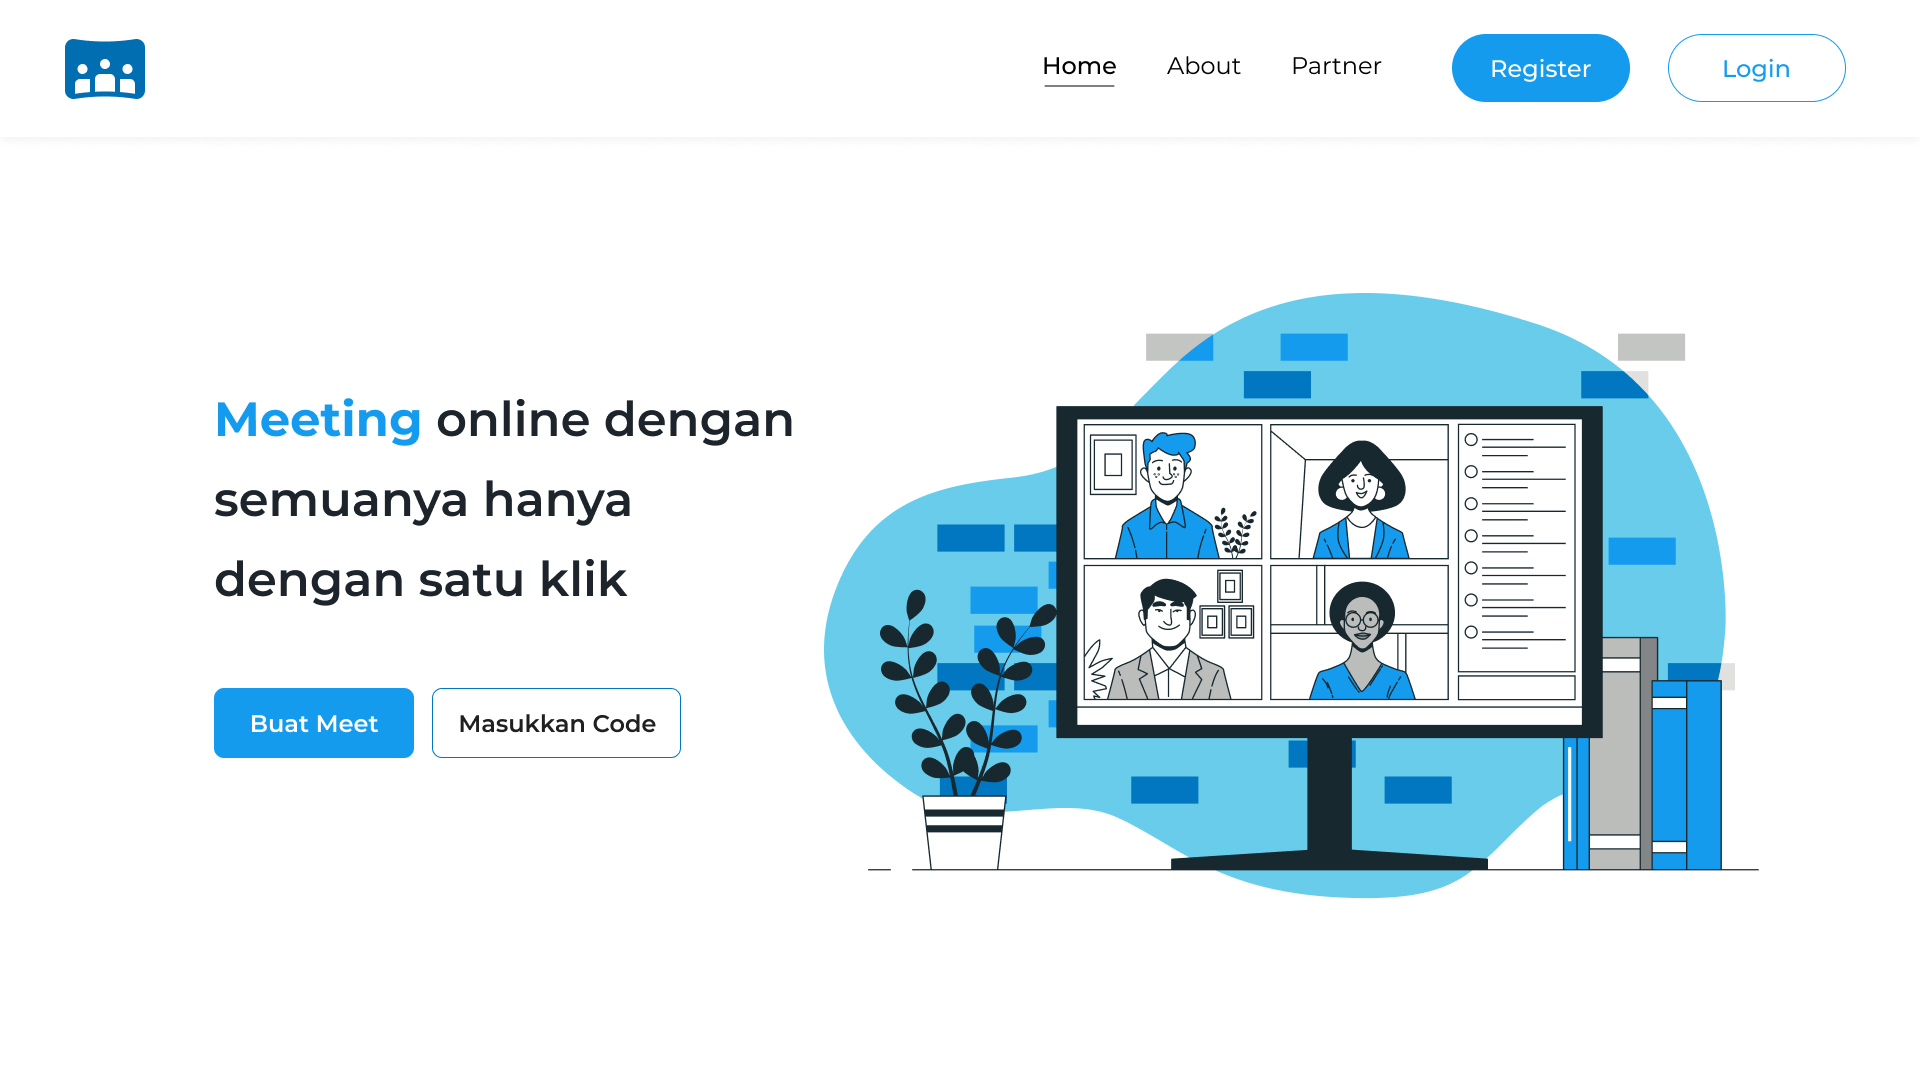 Home About Partner Register Login
Meeting online dengan
semuanya hanya
dengan satu klik
Buat Meet Masukkan Code